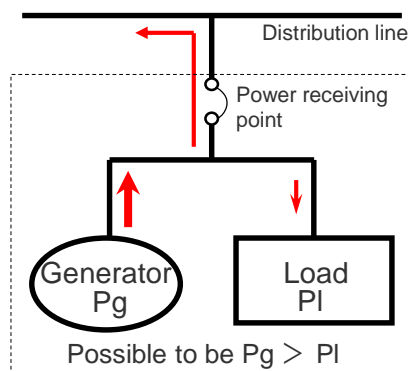 Distribution line
Power receiving
point
Generator
Pg
Load
Pl
Possible to be Pg ＞ Pl